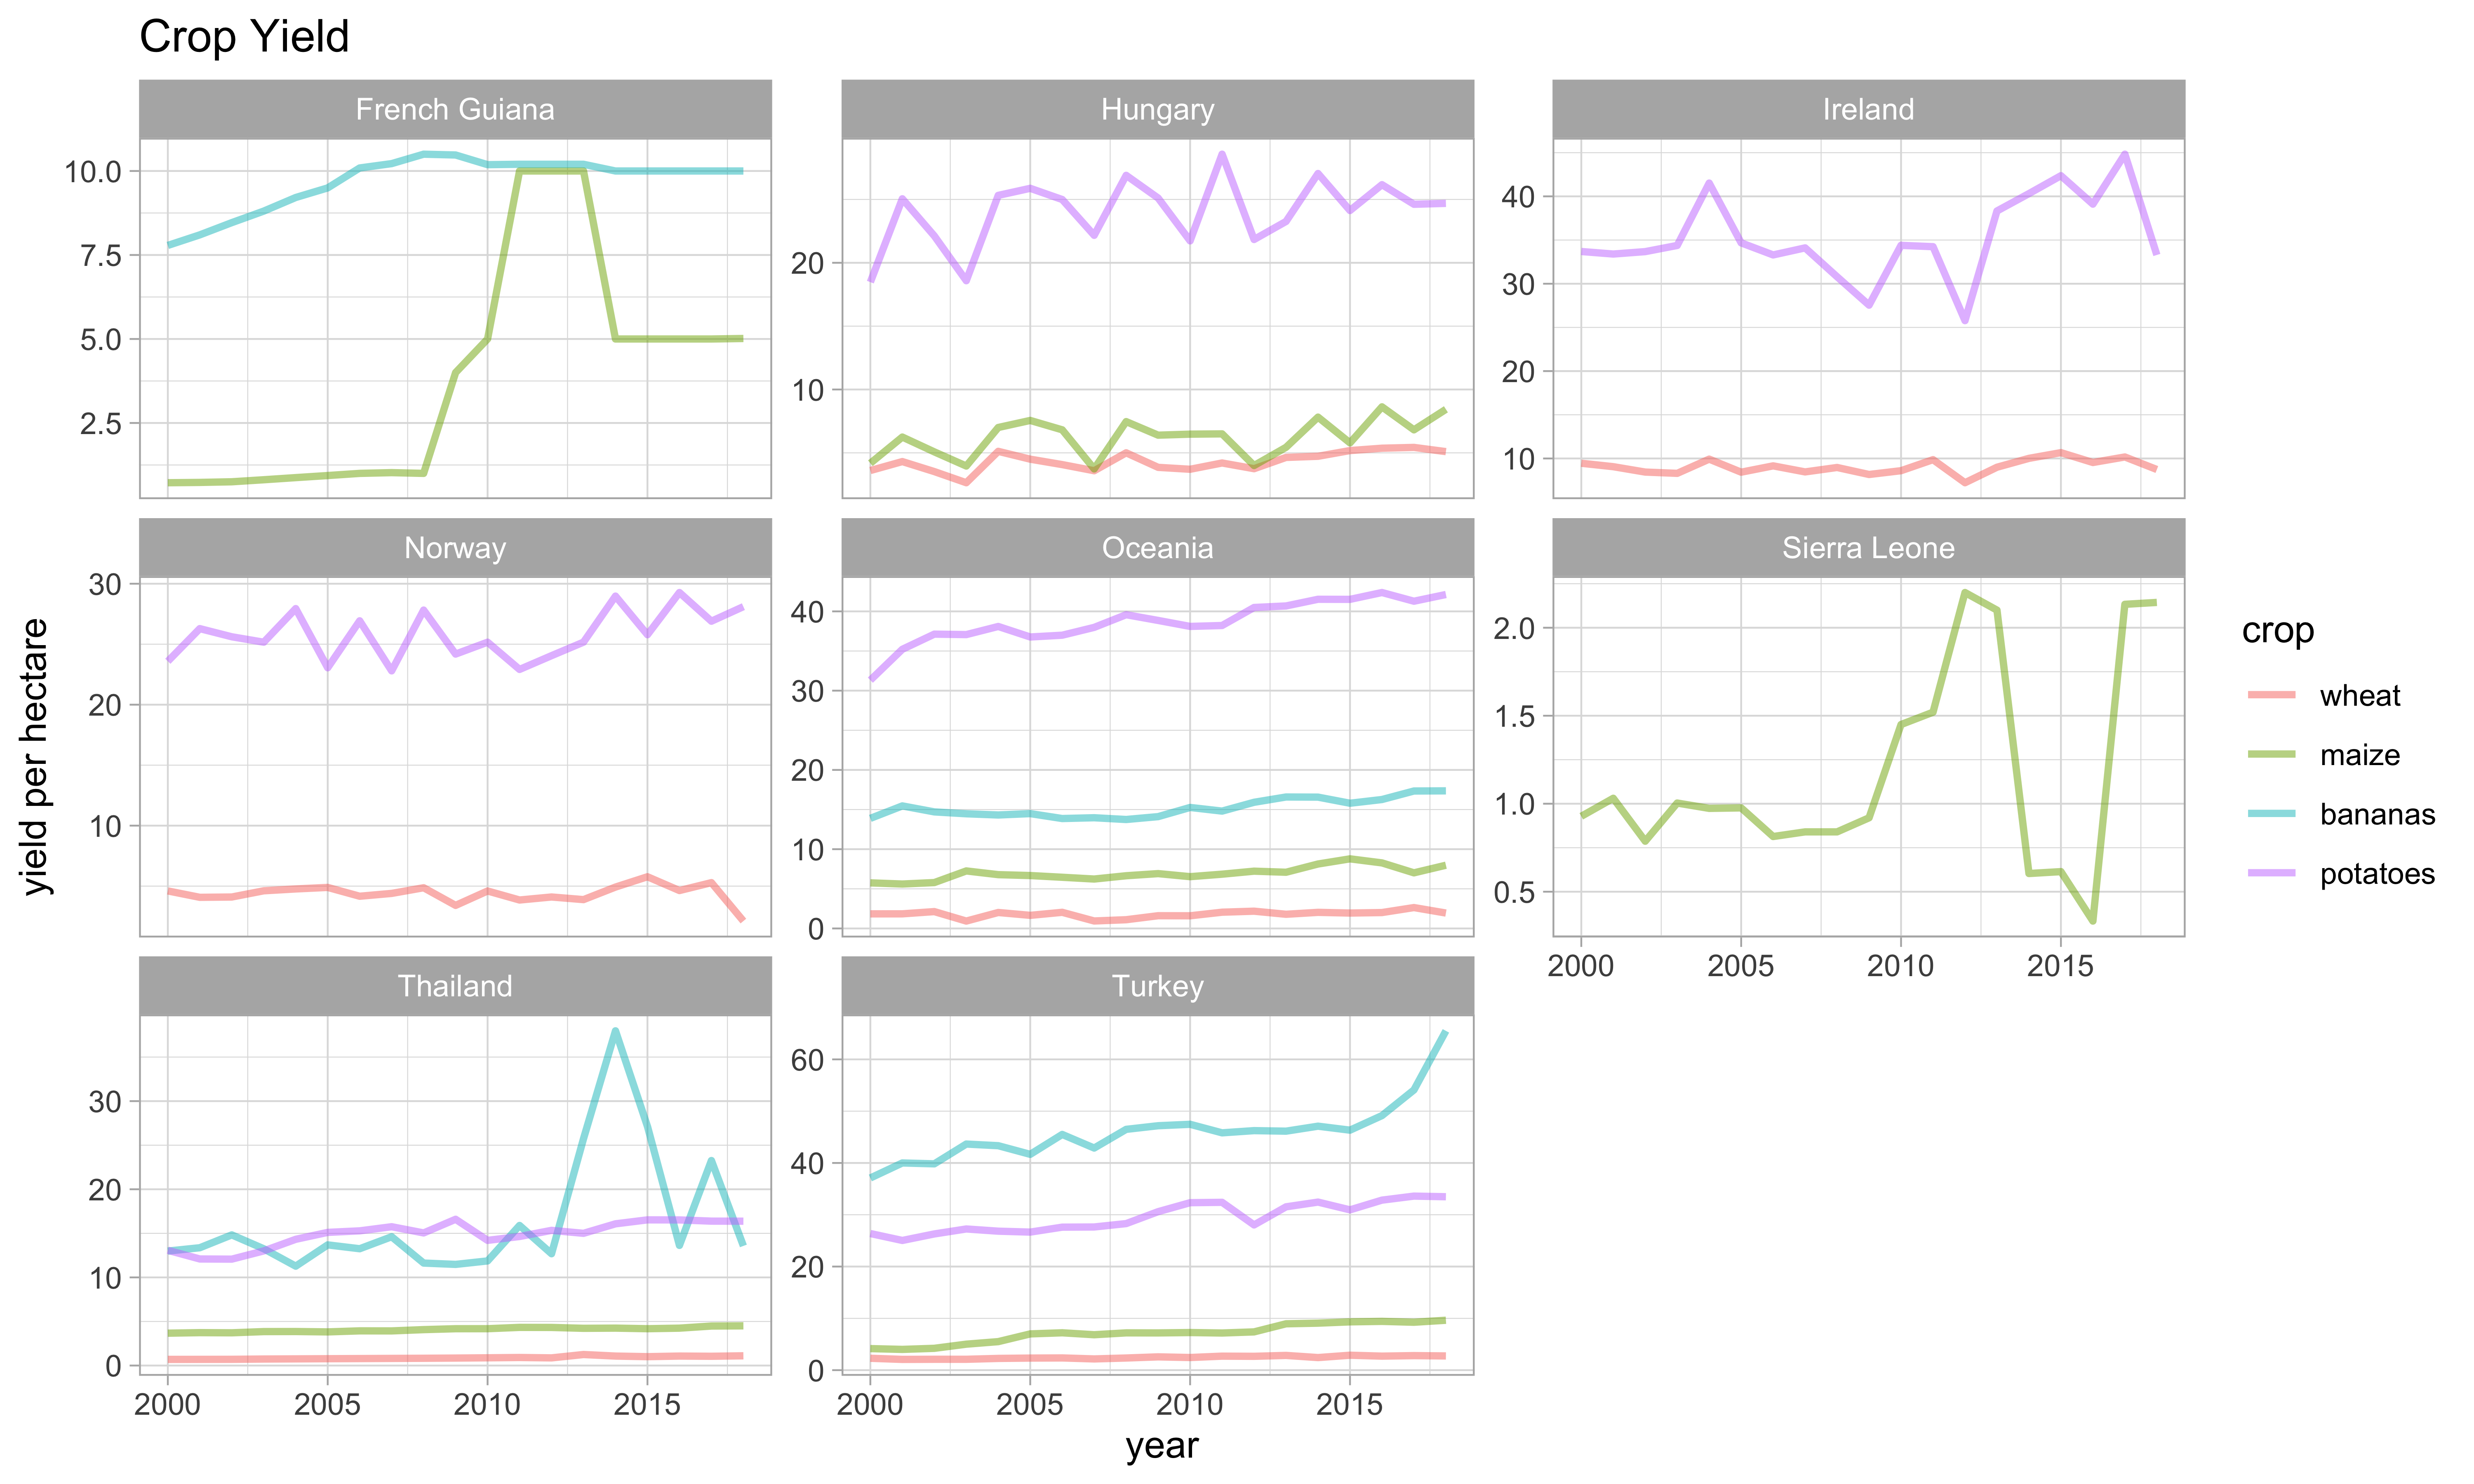 Crop Yield
French Guiana
Hungary
Ireland
10.0
7.5
5.0
2.5
20
10
40
30
20
10
Norway
Oceania
Sierra Leone
30
20
10
40
30
20
10
0
2.0
1.5
1.0
0.5
2000 2005 2010 2015
Thailand
Turkey
30
20
10
0
60
40
20
0
2000 2005 2010 2015
2000 2005 2010 2015
year
yield per hectare
crop
wheat
maize
bananas
potatoes